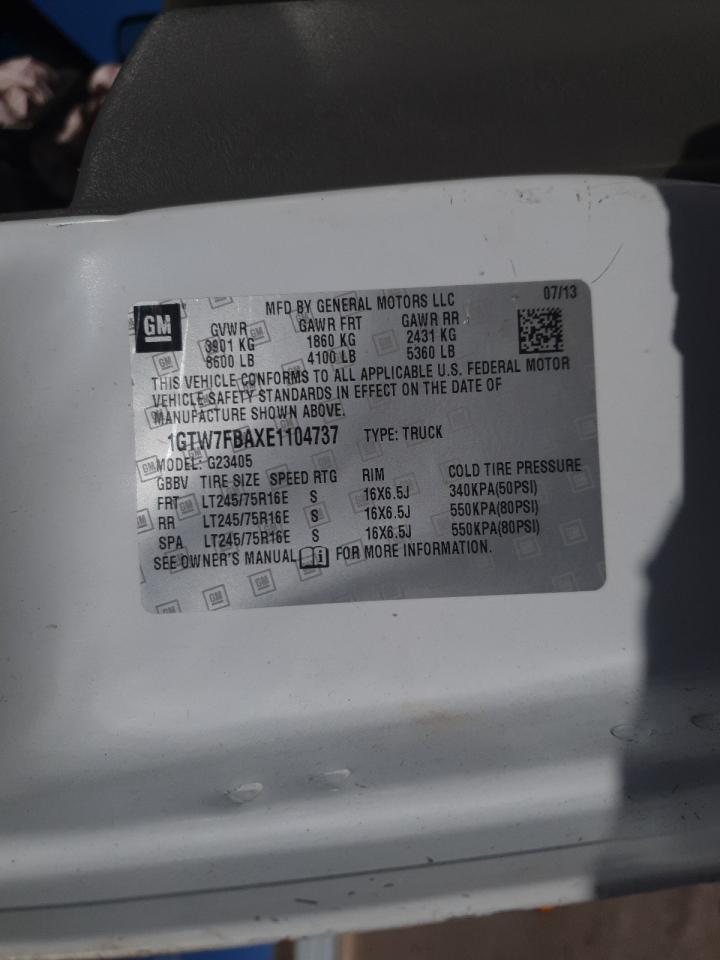 MFD BY GENERAL MOTORS LLC 07/13
GM GVWR GAWR FRT GAWR RR
3901 KG 1860 KG 2431 KG
8600 LB 4100 LB 5360 LB
THIS VEHICLE CONFORMS TO ALL APPLICABLE U.S. FEDERAL MOTOR
VEHICLE SAFETY STANDARDS IN EFFECT ON THE DATE OF
MANUFACTURE SHOWN ABOVE.
1GTW7FBAXE1104737 TYPE: TRUCK
MODEL: G23405
GBBV TIRE SIZE SPEED RTG RIM COLD TIRE PRESSURE
FRT LT245/75R16E S 16X6.5J 340KPA(50PSI)
RR LT245/75R16E S 16X6.5J 550KPA(80PSI)
SPA LT245/75R16E S 16X6.5J 550KPA(80PSI)
SEE OWNER'S MANUAL FOR MORE INFORMATION.